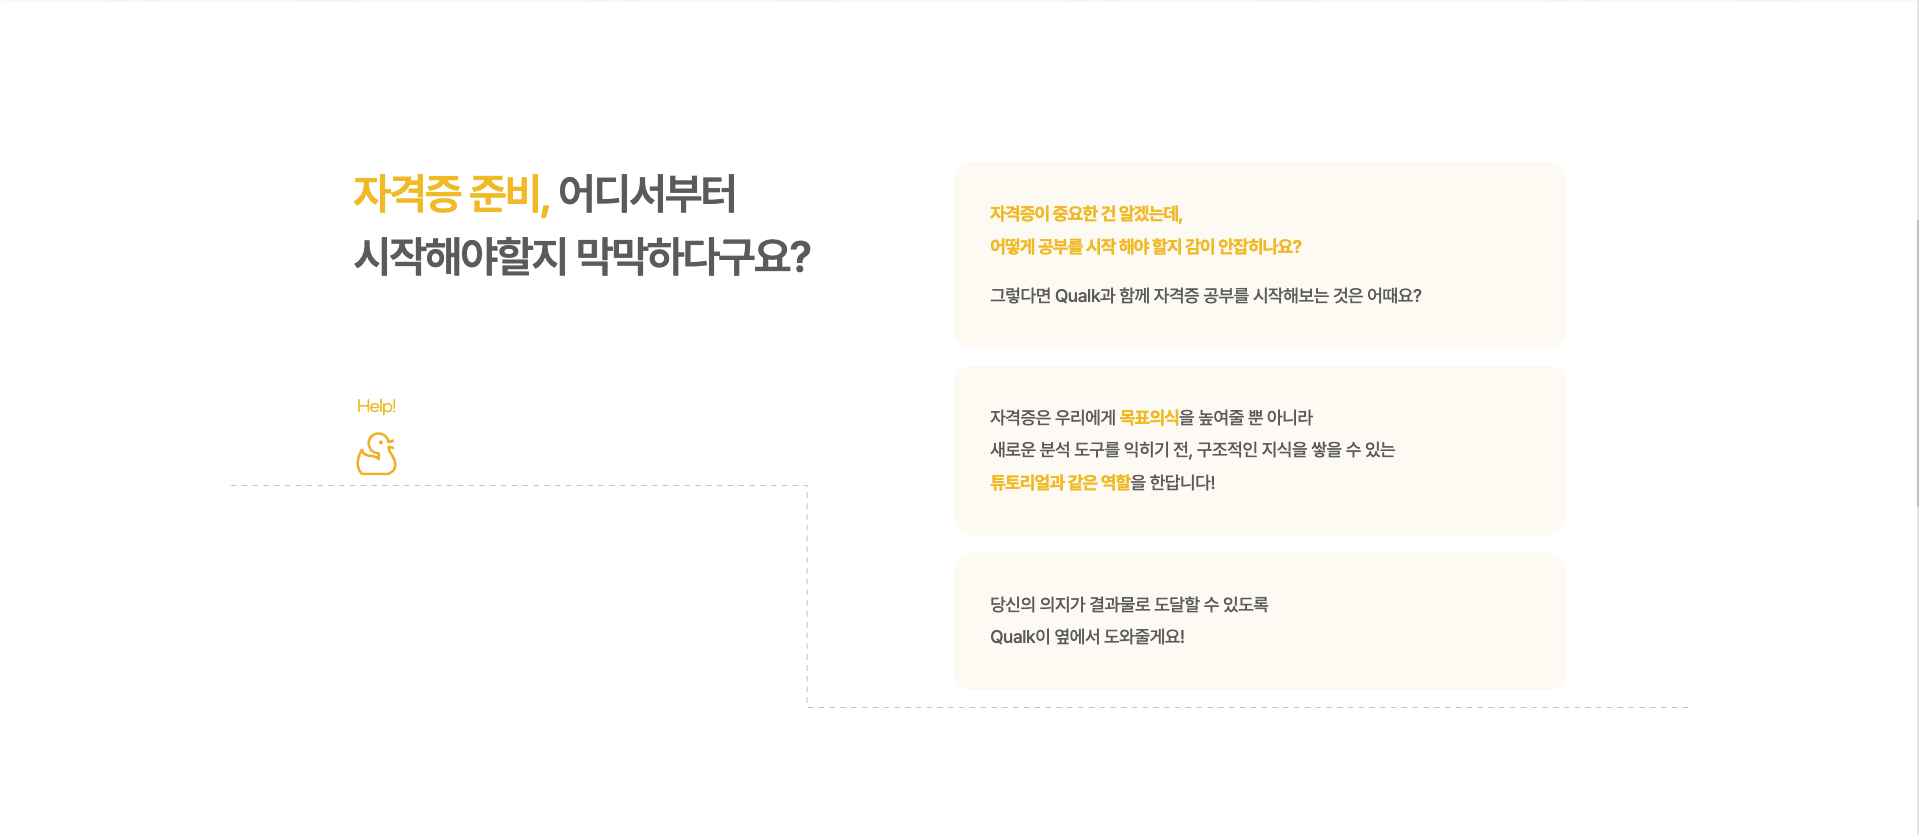 자격증 준비, 어디서부터
시작해야할지 막막하다구요?
Help!
자격증이 중요한 건 알겠는데,
어떻게 공부를 시작 해야 할지 감이 안잡히나요?
그렇다면 Qualk과 함께 자격증 공부를 시작해보는 것은 어때요?
자격증은 우리에게 목표의식을 높여줄 뿐 아니라
새로운 분석 도구를 익히기 전, 구조적인 지식을 쌓을 수 있는
튜토리얼과 같은 역할을 한답니다!
당신의 의지가 결과물로 도달할 수 있도록
Qualk이 옆에서 도와줄게요!